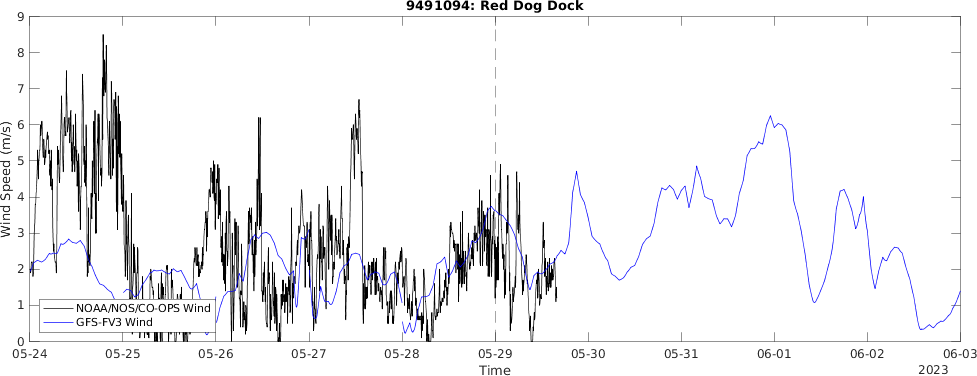 9491094: Red Dog Dock
Wind Speed (m/s)
9
8
7
6
5
4
3
2
1
0
NOAA/NOS/CO-OPS Wind
GFS-FV3 Wind
05-24 05-25 05-26 05-27 05-28 05-29 05-30 05-31 06-01 06-02 06-03
Time
2023